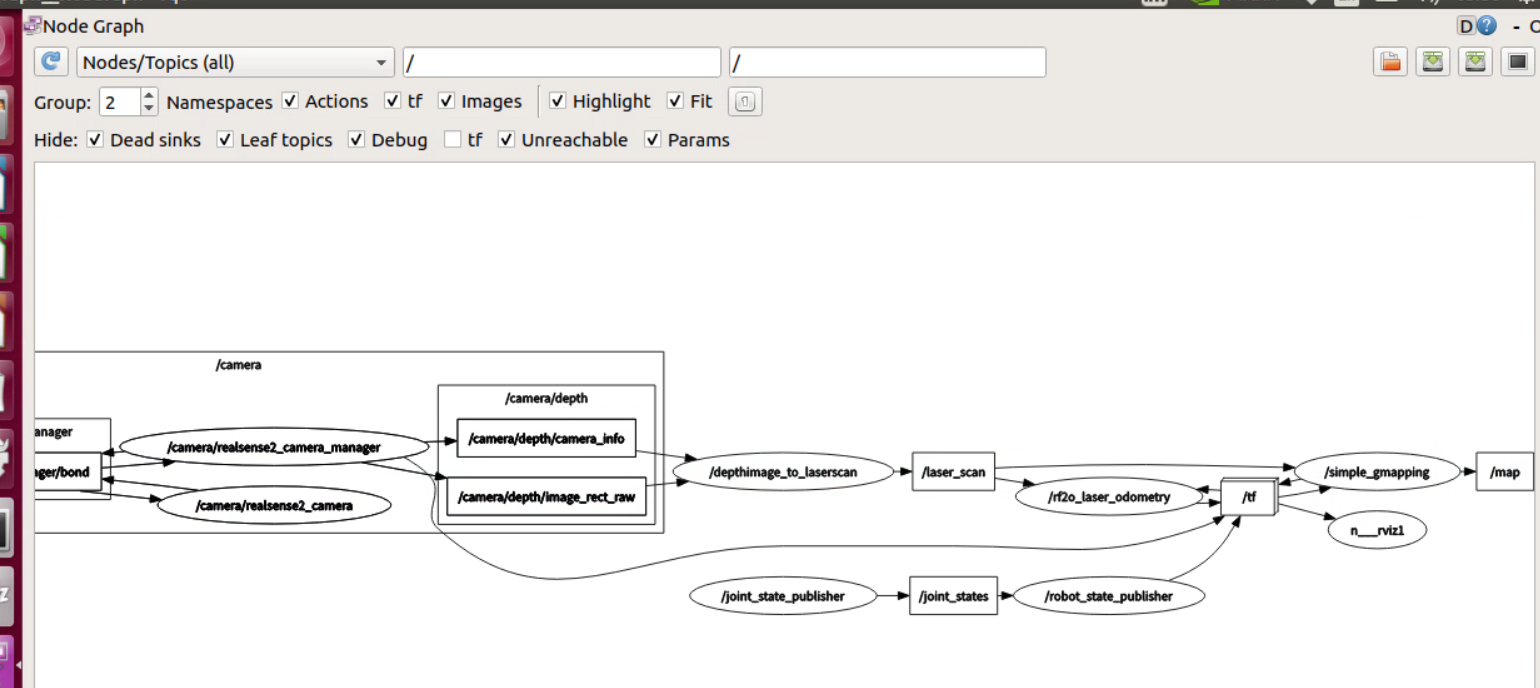 Node Graph
D ? - O
Nodes/Topics (all) / /
Group: 2 Namespaces Actions tf Images Highlight Fit
Hide: Dead sinks Leaf topics Debug tf Unreachable Params
/camera
/camera/depth
anager
/camera/realsense2_camera_manager
/camera/depth/camera_info
ager/bond
/camera/realsense2_camera
/camera/depth/image_rect_raw
/depthimage_to_laserscan
/laser_scan
/rf2o_laser_odometry
/tf
/simple_gmapping
/map
n___rviz1
/joint_state_publisher
/joint_states
/robot_state_publisher